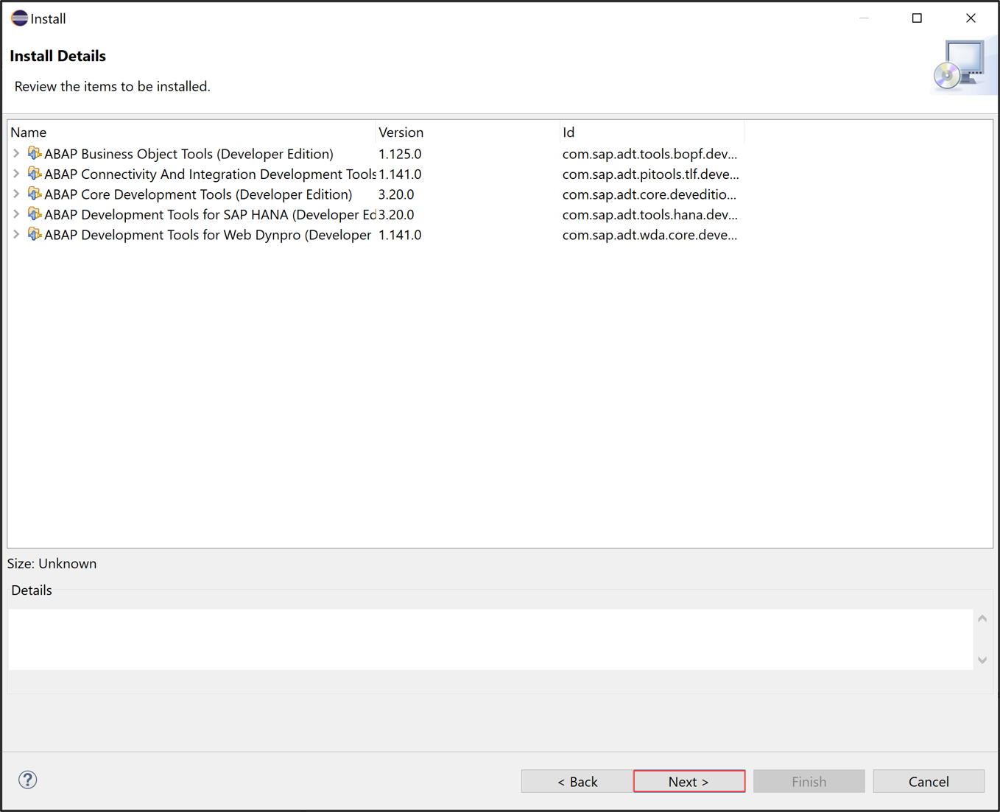 Install
Install Details
Review the items to be installed.
Name Version Id
ABAP Business Object Tools (Developer Edition) 1.125.0 com.sap.adt.tools.bopf.dev...
ABAP Connectivity And Integration Development Tools 1.141.0 com.sap.adt.pitools.tlf.deve...
ABAP Core Development Tools (Developer Edition) 3.20.0 com.sap.adt.core.deveditio...
ABAP Development Tools for SAP HANA (Developer Ed 3.20.0 com.sap.adt.tools.hana.dev...
ABAP Development Tools for Web Dynpro (Developer 1.141.0 com.sap.adt.wda.core.deve...
Size: Unknown
Details
? < Back Next > Finish Cancel